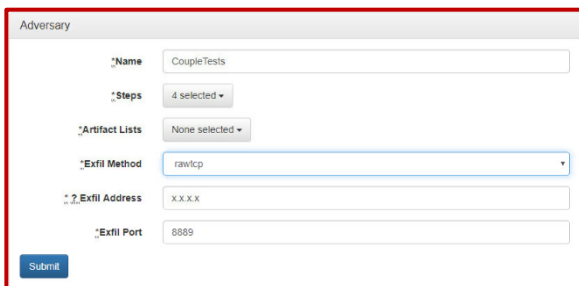 Adversary
*Name CoupleTests
*Steps 4 selected
*Artifact Lists None selected
*Exfil Method rawtcp
*?Exfil Address x.x.x.x
*Exfil Port 8889
Submit